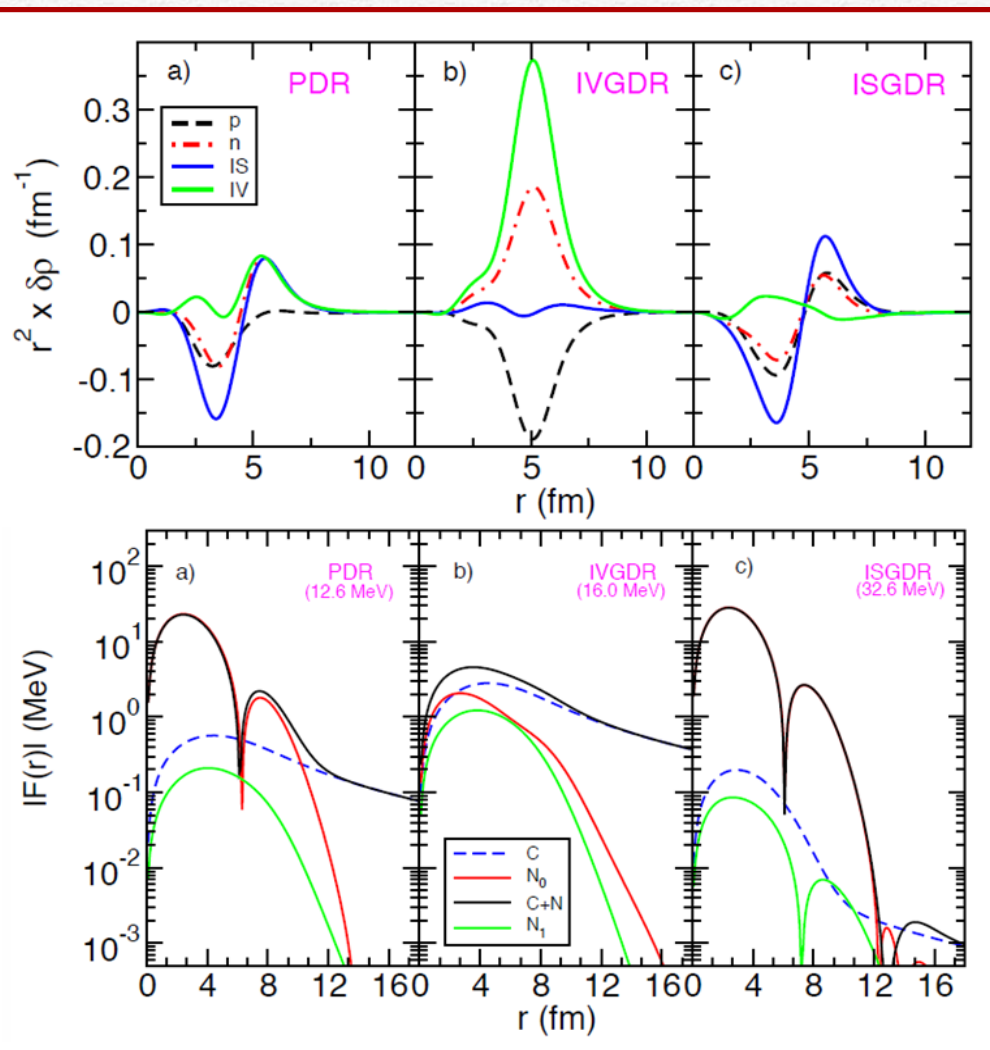 a)
PDR
b)
IVGDR
c)
ISGDR
p
n
IS
IV
r² x δρ (fm⁻¹)
0.3
0.2
0.1
0
-0.1
-0.2
0 5 10
0 5 10
0 5 10
r (fm)
a)
PDR
(12.6 MeV)
b)
IVGDR
(16.0 MeV)
c)
ISGDR
(32.6 MeV)
|F(r)| (MeV)
10²
10¹
10⁰
10⁻¹
10⁻²
10⁻³
C
N₀
C+N
N₁
0 4 8 12 16
0 4 8 12 16
0 4 8 12 16
r (fm)